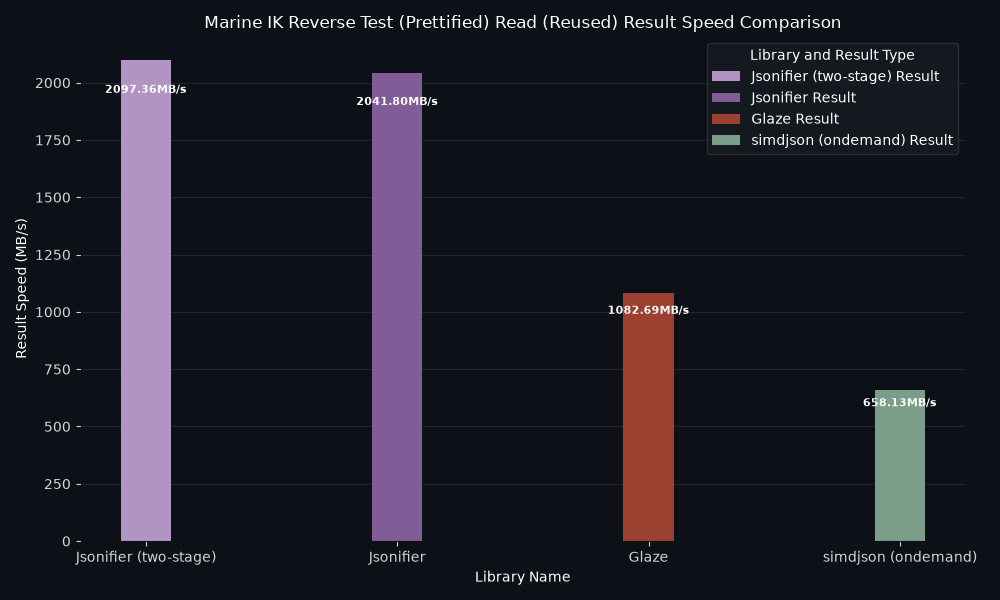 Marine IK Reverse Test (Prettified) Read (Reused) Result Speed Comparison
Library and Result Type
Jsonifier (two-stage) Result
Jsonifier Result
Glaze Result
simdjson (ondemand) Result
Result Speed (MB/s)
2000
1750
1500
1250
1000
750
500
250
0
2097.36MB/s
2041.80MB/s
1082.69MB/s
658.13MB/s
Jsonifier (two-stage)
Jsonifier
Glaze
simdjson (ondemand)
Library Name